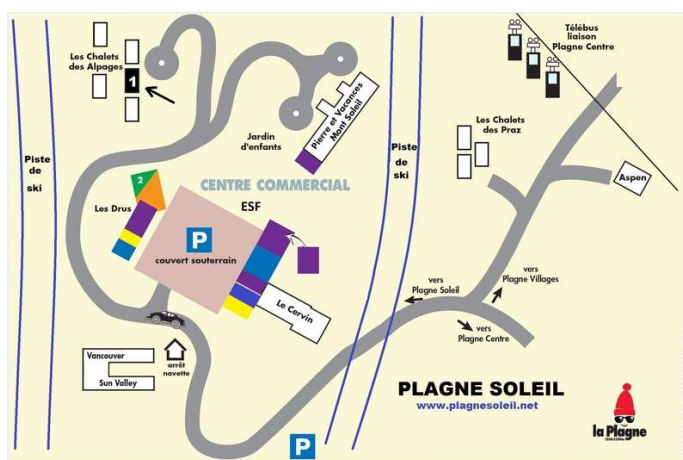 Les Chalets
des Alpages
1
Télébus
liaison
Plagne Centre
Pierre et Vacances
Mont Soleil
Jardin
d'enfants
Les Chalets
des Praz
Piste
de
ski
Piste
de
ski
Aspen
2
CENTRE COMMERCIAL
ESF
Les Drus
P
couvert souterrain
Le Cervin
vers
Plagne Soleil
vers
Plagne Villages
vers
Plagne Centre
Vancouver
Sun Valley
arrêt
navette
PLAGNE SOLEIL
www.plagnesoleil.net
P
la Plagne